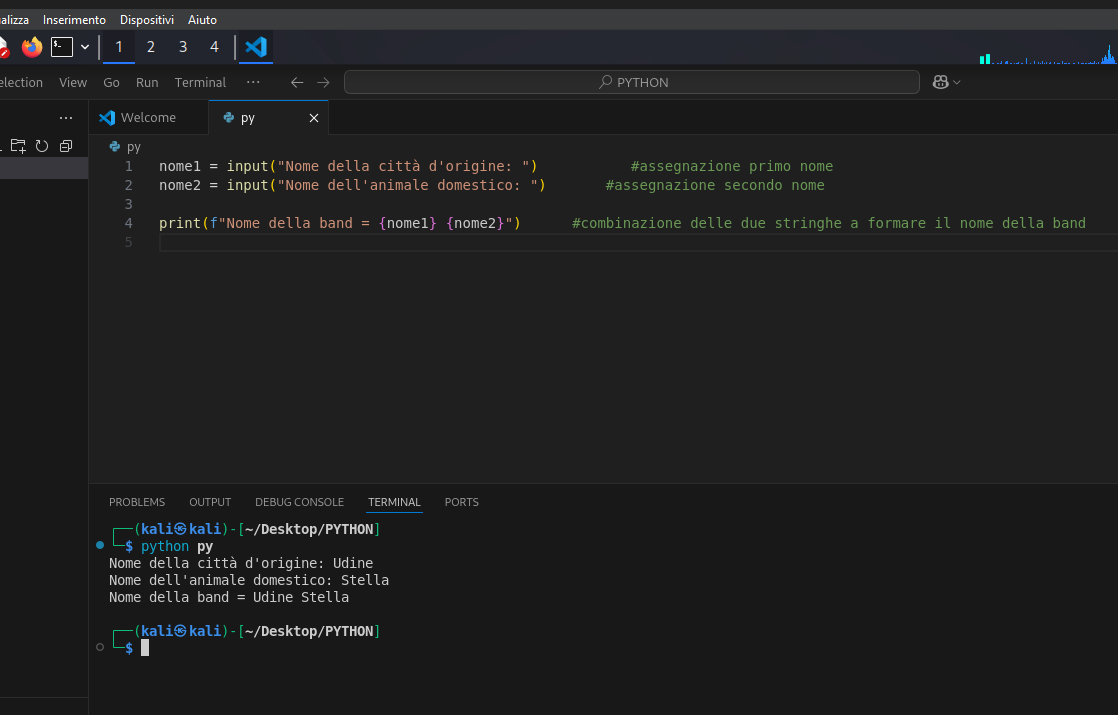 alizza Inserimento Dispositivi Aiuto
1 2 3 4
election View Go Run Terminal ··· PYTHON
Welcome py
py
1 nome1 = input("Nome della città d'origine: ") #assegnazione primo nome
2 nome2 = input("Nome dell'animale domestico: ") #assegnazione secondo nome
3
4 print(f"Nome della band = {nome1} {nome2}") #combinazione delle due stringhe a formare il nome della band
5
PROBLEMS OUTPUT DEBUG CONSOLE TERMINAL PORTS
┌──(kali㉿kali)-[~/Desktop/PYTHON]
└─$ python py
Nome della città d'origine: Udine
Nome dell'animale domestico: Stella
Nome della band = Udine Stella
┌──(kali㉿kali)-[~/Desktop/PYTHON]
└─$